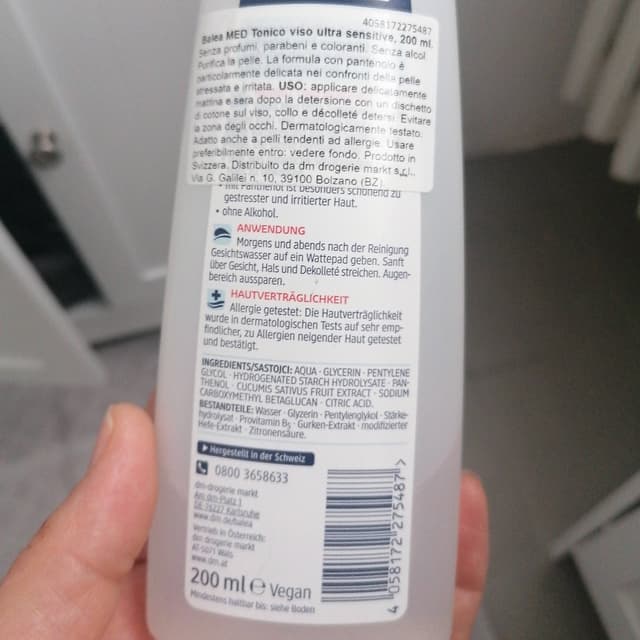 4058172275487
Balea MED Tonico viso ultra sensitive, 200 ml.
Senza profumi, parabeni e coloranti. Senza alcol.
Purifica la pelle. La formula con pantenolo è
particolarmente delicata nei confronti della pelle
stressata e irritata. USO: applicare delicatamente
mattina e sera dopo la detersione con un dischetto
di cotone sul viso, collo e décolleté detersi. Evitare
la zona degli occhi. Dermatologicamente testato.
Adatto anche a pelli tendenti ad allergie. Usare
preferibilmente entro: vedere fondo. Prodotto in
Svizzera. Distribuito da dm drogerie markt s.r.l.,
Via G. Galilei n. 10, 39100 Bolzano (BZ).
• mit Panthenol ist besonders schonend zu
gestresster und irritierter Haut.
• ohne Alkohol.
ANWENDUNG
Morgens und abends nach der Reinigung
Gesichtswasser auf ein Wattepad geben. Sanft
über Gesicht, Hals und Dekolleté streichen. Augen-
bereich aussparen.
HAUTVERTRÄGLICHKEIT
Allergie getestet: Die Hautverträglichkeit
wurde in dermatologischen Tests auf sehr emp-
findlicher, zu Allergien neigender Haut getestet
und bestätigt.
INGREDIENTS/SASTOJCI: AQUA · GLYCERIN · PENTYLENE
GLYCOL · HYDROGENATED STARCH HYDROLYSATE · PAN-
THENOL · CUCUMIS SATIVUS FRUIT EXTRACT · SODIUM
CARBOXYMETHYL BETAGLUCAN · CITRIC ACID.
BESTANDTEILE: Wasser · Glyzerin · Pentylenglykol · Stärke-
hydrolysat · Provitamin B5 · Gurken-Extrakt · modifizierter
Hefe-Extrakt · Zitronensäure.
Hergestellt in der Schweiz
0800 3658633
dm-drogerie markt
Am dm-Platz 1
DE-76227 Karlsruhe
www.dm.de/balea
Vertrieb in Österreich:
dm drogerie markt
AT-5071 Wals
www.dm.at
200 ml e Vegan
Mindestens haltbar bis: siehe Boden
4 058172 275487 >